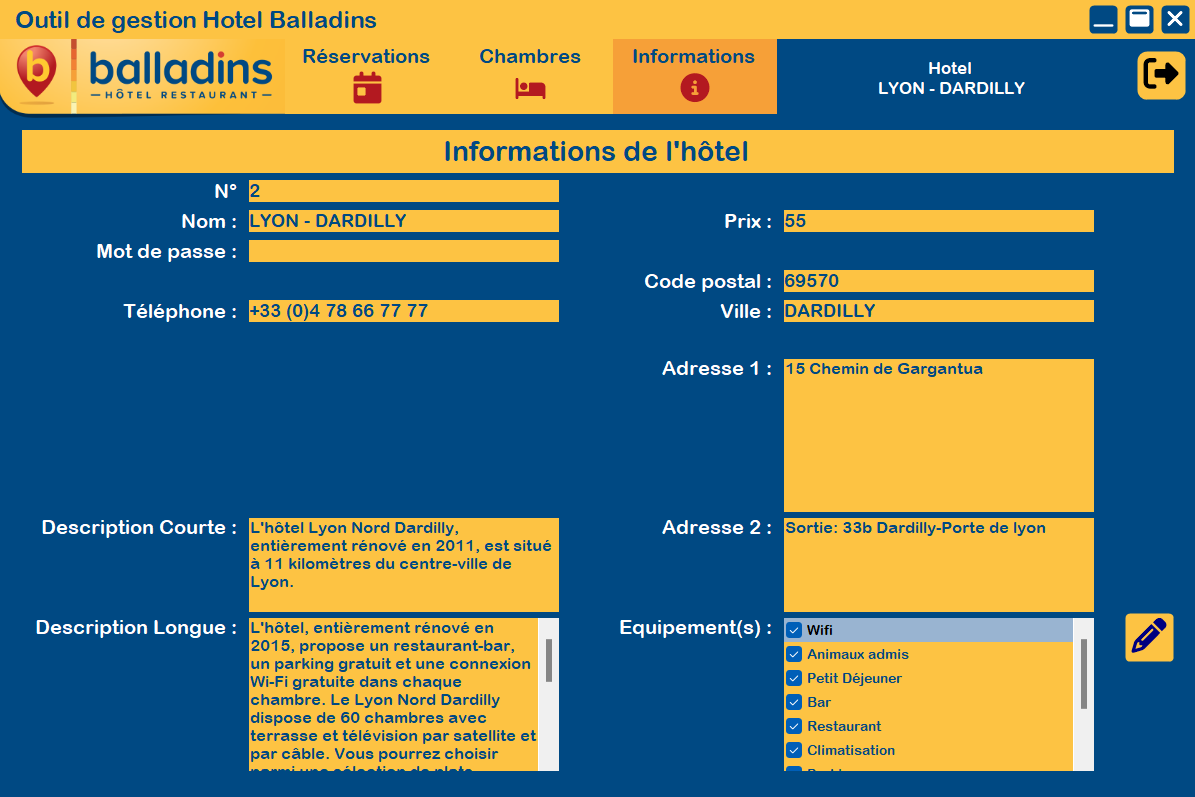 Outil de gestion Hotel Balladins
b
balladins
HÔTEL RESTAURANT
Réservations
Chambres
Informations
Hotel
LYON - DARDILLY
Informations de l'hôtel
N° 2
Nom : LYON - DARDILLY
Prix : 55
Mot de passe :
Code postal : 69570
Téléphone : +33 (0)4 78 66 77 77
Ville : DARDILLY
Adresse 1 : 15 Chemin de Gargantua
Description Courte : L'hôtel Lyon Nord Dardilly,
entièrement rénové en 2011, est situé
à 11 kilomètres du centre-ville de
Lyon.
Adresse 2 : Sortie: 33b Dardilly-Porte de lyon
Description Longue : L'hôtel, entièrement rénové en
2015, propose un restaurant-bar,
un parking gratuit et une connexion
Wi-Fi gratuite dans chaque
chambre. Le Lyon Nord Dardilly
dispose de 60 chambres avec
terrasse et télévision par satellite et
par câble. Vous pourrez choisir
parmi une sélection de plats
Equipement(s) : Wifi
Animaux admis
Petit Déjeuner
Bar
Restaurant
Climatisation